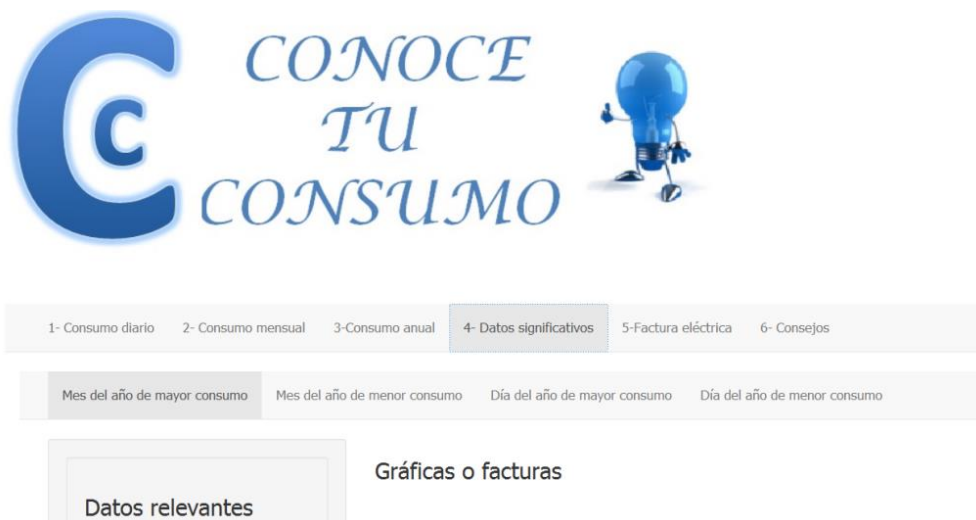 C
C
CONOCE
TU
CONSUMO
1- Consumo diario 2- Consumo mensual 3-Consumo anual 4- Datos significativos 5-Factura eléctrica 6- Consejos
Mes del año de mayor consumo Mes del año de menor consumo Día del año de mayor consumo Día del año de menor consumo
Gráficas o facturas
Datos relevantes